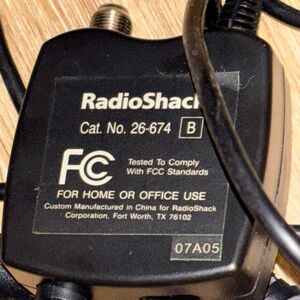 RadioShack
Cat. No. 26-674 B
FC Tested To Comply
With FCC Standards
FOR HOME OR OFFICE USE
Custom Manufactured in China for RadioShack
Corporation, Fort Worth, TX 76102
07A05